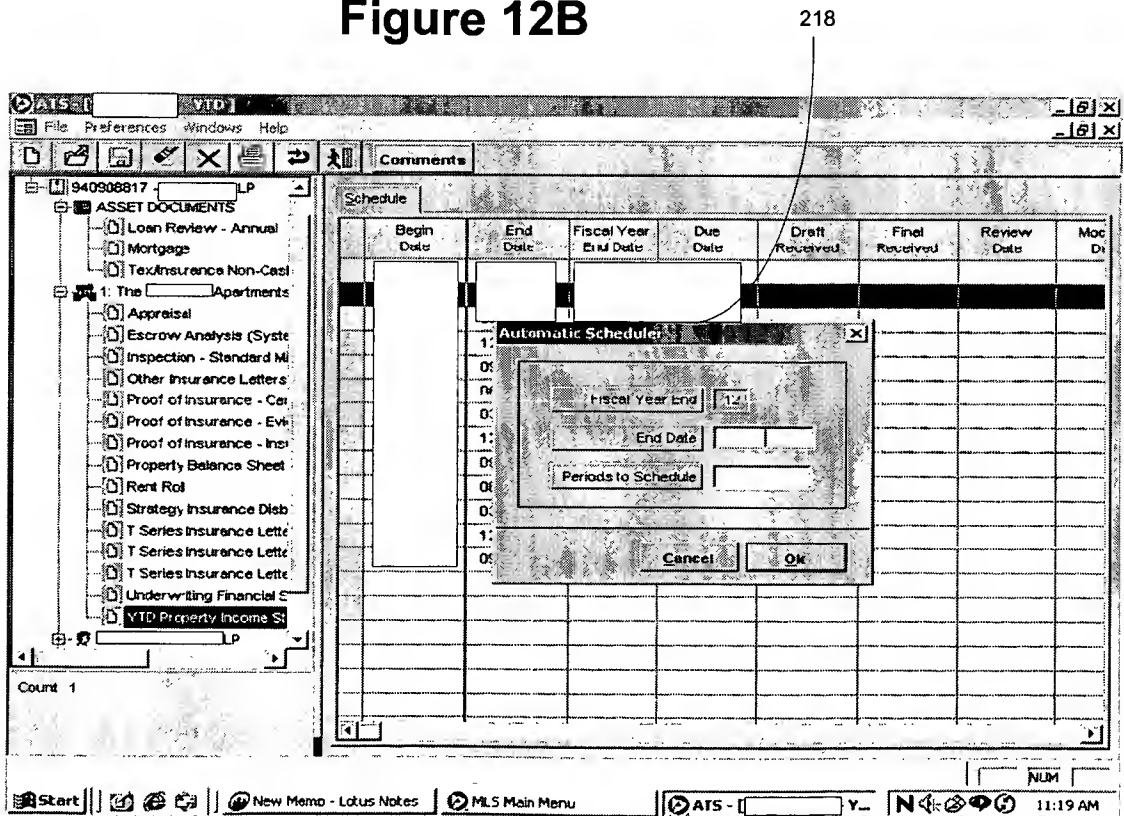 Figure 12B
218
ATS - [ YTD ]
File Preferences Windows Help
Comments
940908817 - LP
ASSET DOCUMENTS
Loan Review - Annual
Mortgage
Tax/Insurance Non-Casl
1: The Apartments
Appraisal
Escrow Analysis (Syste
Inspection - Standard Mi
Other Insurance Letters
Proof of Insurance - Cer
Proof of Insurance - Evi
Proof of Insurance - Ins
Property Balance Sheet
Rent Roll
Strategy Insurance Disb
T Series Insurance Lette
T Series Insurance Lette
T Series Insurance Lette
Underwriting Financial S
YTD Property Income St
LP
Count 1
Schedule
Begin Date
End Date
Fiscal Year End Date
Due Date
Draft Received
Final Received
Review Date
Automatic Scheduler
Fiscal Year End 12
End Date
Periods to Schedule
Cancel Ok
NUM
Start New Memo - Lotus Notes MLS Main Menu ATS - [ Y... 11:19 AM